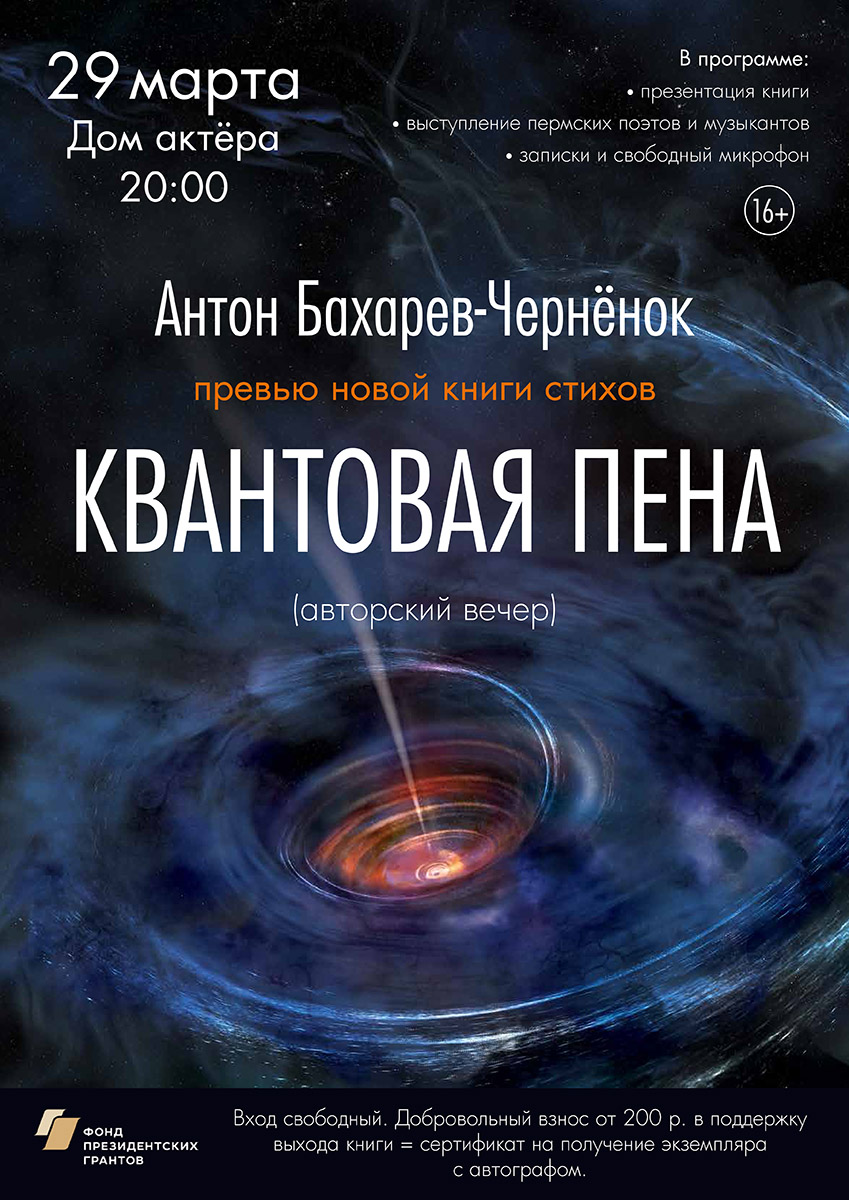 29 марта
Дом актёра
20:00
В программе:
• презентация книги
• выступление пермских поэтов и музыкантов
• записки и свободный микрофон
16+
Антон Бахарев-Чернёнок
превью новой книги стихов
КВАНТОВАЯ ПЕНА
(авторский вечер)
ФОНД
ПРЕЗИДЕНТСКИХ
ГРАНТОВ
Вход свободный. Добровольный взнос от 200 р. в поддержку
выхода книги = сертификат на получение экземпляра
с автографом.